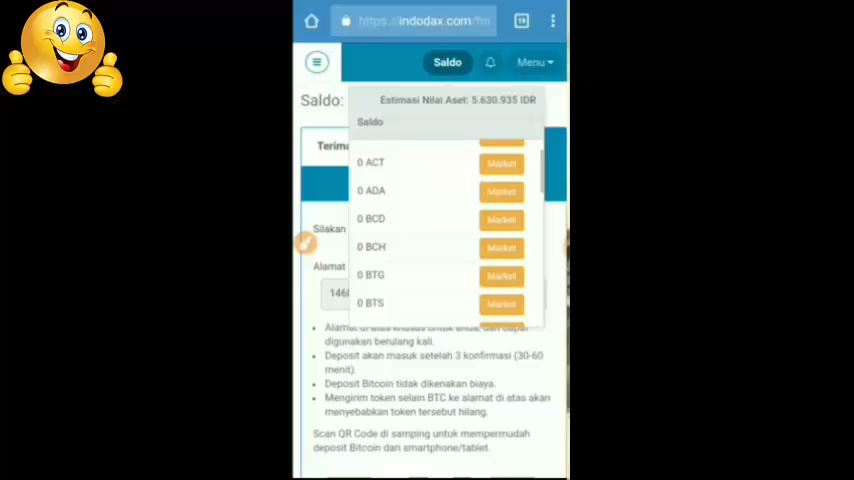 https://indodax.com/
19
Saldo
Menu
Saldo:
Estimasi Nilai Aset: 5.630.935 IDR
Saldo
Terima
0 ACT
Market
0 ADA
Market
0 BCD
Market
Silakan
0 BCH
Market
Alamat
0 BTG
Market
0 BTS
Market
digunakan berulang kali.
Deposit akan masuk setelah 3 konfirmasi (30-60
menit).
Deposit Bitcoin tidak dikenakan biaya.
Mengirim token selain BTC ke alamat di atas akan
menyebabkan token tersebut hilang.
Scan QR Code di samping untuk mempermudah
deposit Bitcoin dari smartphone/tablet.